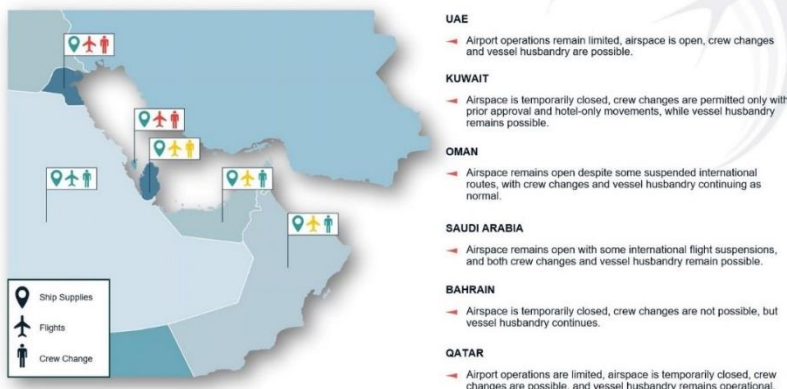 Ship Supplies
Flights
Crew Change
UAE
Airport operations remain limited, airspace is open, crew changes
and vessel husbandry are possible.
KUWAIT
Airspace is temporarily closed, crew changes are permitted only with
prior approval and hotel-only movements, while vessel husbandry
remains possible.
OMAN
Airspace remains open despite some suspended international
routes, with crew changes and vessel husbandry continuing as
normal.
SAUDI ARABIA
Airspace remains open with some international flight suspensions,
and both crew changes and vessel husbandry remain possible.
BAHRAIN
Airspace is temporarily closed, crew changes are not possible, but
vessel husbandry continues.
QATAR
Airport operations are limited, airspace is temporarily closed, crew
changes are possible, and vessel husbandry remains operational.